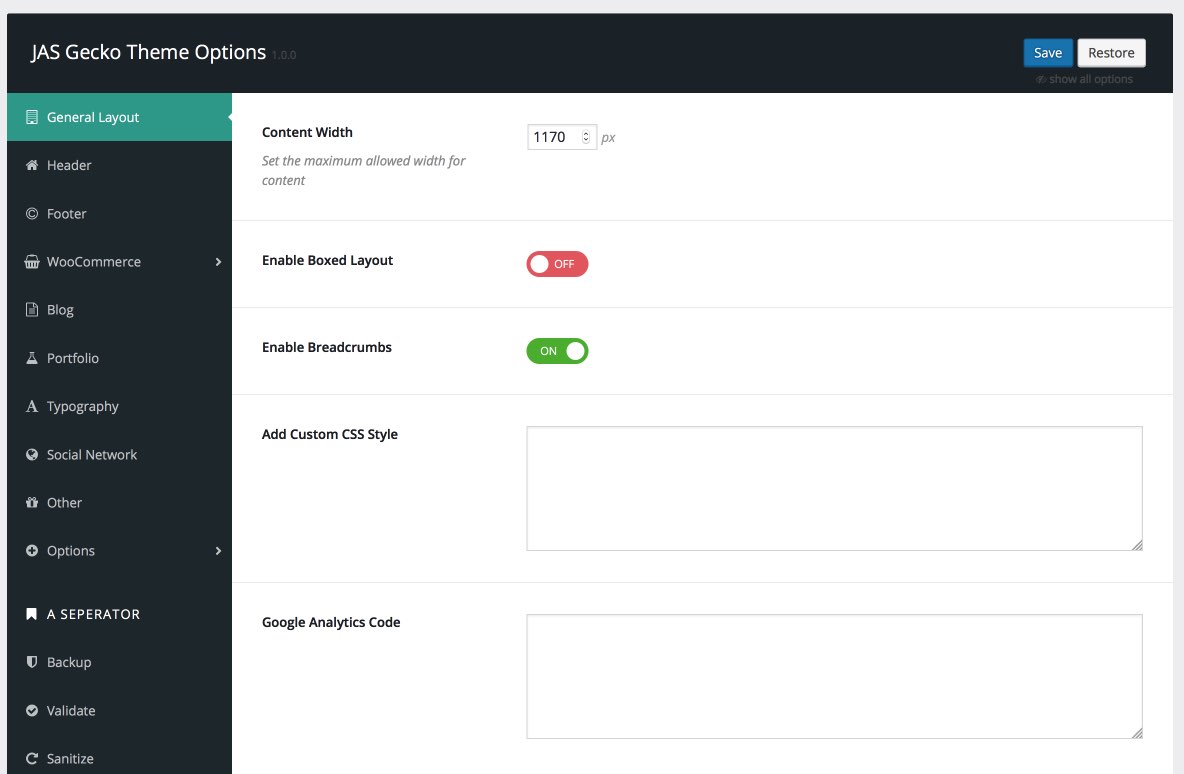 JAS Gecko Theme Options 1.0.0
Save
Restore
show all options
General Layout
Header
Footer
WooCommerce
Blog
Portfolio
Typography
Social Network
Other
Options
A SEPERATOR
Backup
Validate
Sanitize
Content Width
1170 px
Set the maximum allowed width for
content
Enable Boxed Layout
OFF
Enable Breadcrumbs
ON
Add Custom CSS Style
Google Analytics Code